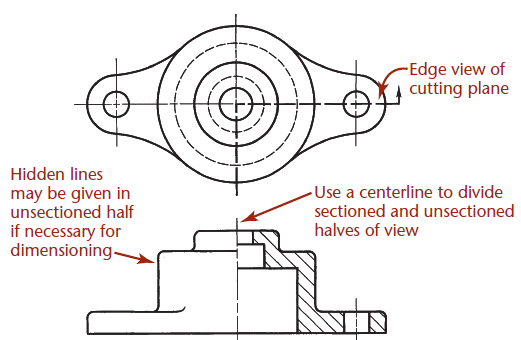 Edge view of
cutting plane
Hidden lines
may be given in
unsectioned half
if necessary for
dimensioning
Use a centerline to divide
sectioned and unsectioned
halves of view